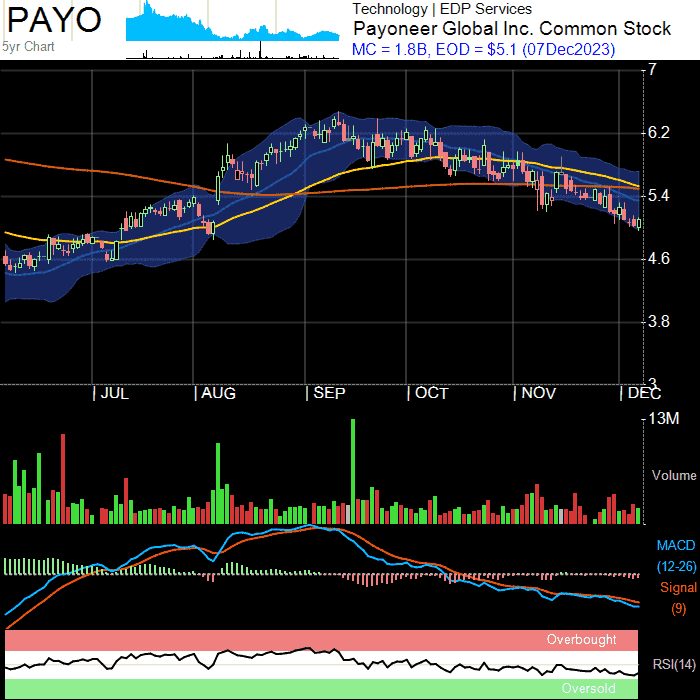 PAYO
5yr Chart
Technology | EDP Services
Payoneer Global Inc. Common Stock
MC = 1.8B, EOD = $5.1 (07Dec2023)
7
6.2
5.4
4.6
3.8
3
| JUL | AUG | SEP | OCT | NOV | DEC
13M
Volume
MACD
(12-26)
Signal
(9)
Overbought
RSI(14)
Oversold